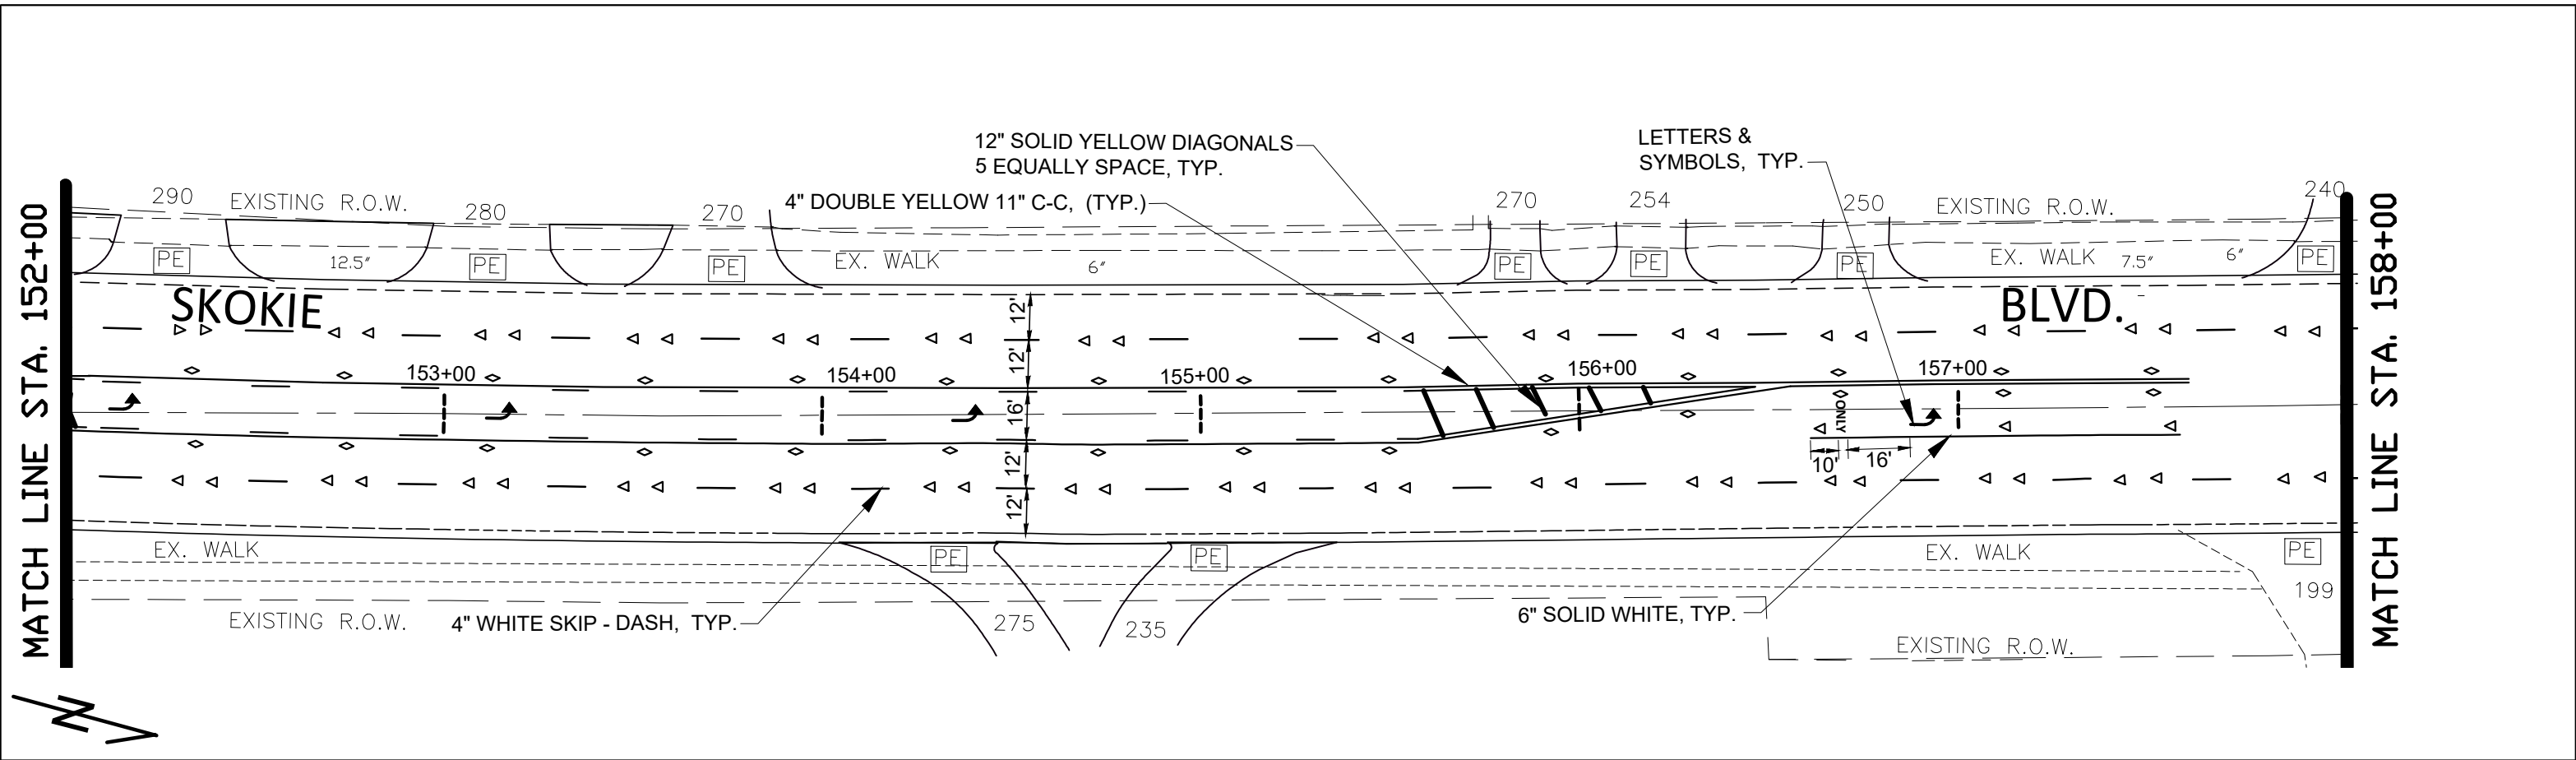 12" SOLID YELLOW DIAGONALS
5 EQUALLY SPACE, TYP.
4" DOUBLE YELLOW 11" C-C, (TYP.)
LETTERS &
SYMBOLS, TYP.
MATCH LINE STA. 152+00
290
EXISTING R.O.W.
280
270
270
254
250
EXISTING R.O.W.
240
PE
12.5"
PE
PE
EX. WALK
6"
PE
PE
PE
EX. WALK
7.5"
6"
PE
SKOKIE
BLVD.
12'
12'
16'
12'
12'
153+00
154+00
155+00
156+00
157+00
ONLY
10'
16'
EX. WALK
PE
PE
EX. WALK
PE
199
EXISTING R.O.W.
4" WHITE SKIP - DASH, TYP.
275
235
6" SOLID WHITE, TYP.
EXISTING R.O.W.
MATCH LINE STA. 158+00
N